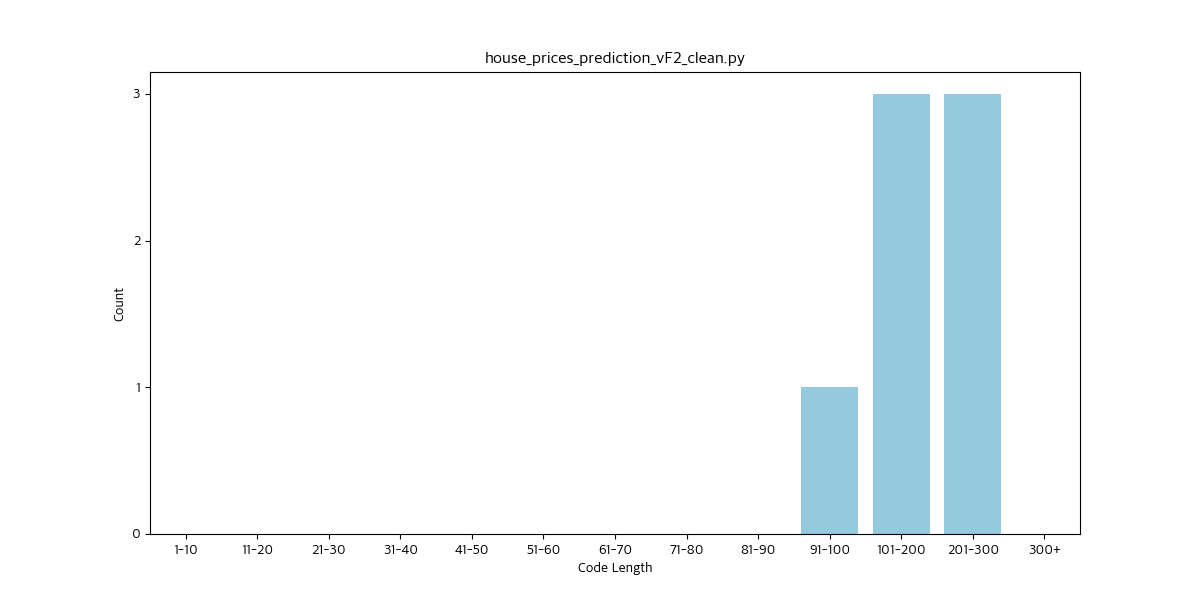 house_prices_prediction_vF2_clean.py
3
2
1
0
Count
1-10 11-20 21-30 31-40 41-50 51-60 61-70 71-80 81-90 91-100 101-200 201-300 300+
Code Length